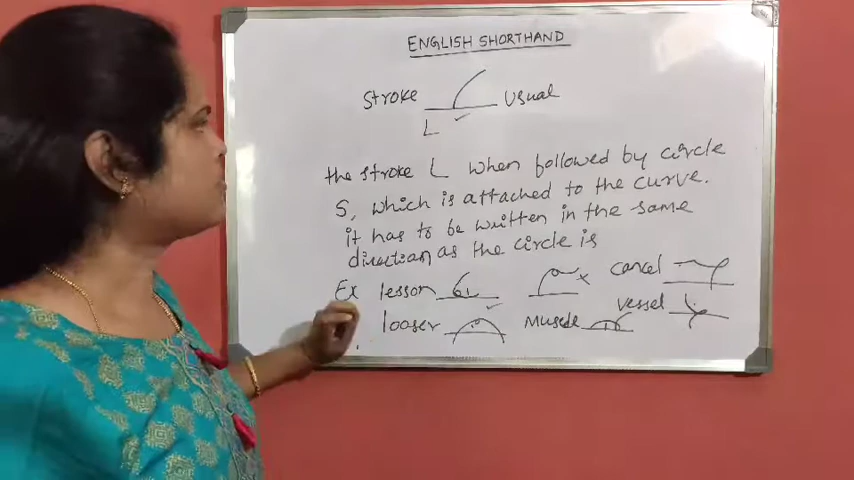 ENGLISH SHORTHAND
Stroke usual
L
the stroke L when followed by circle
S, which is attached to the curve.
it has to be written in the same
direction as the circle is
Ex lesson cancel
looser Muscle vessel